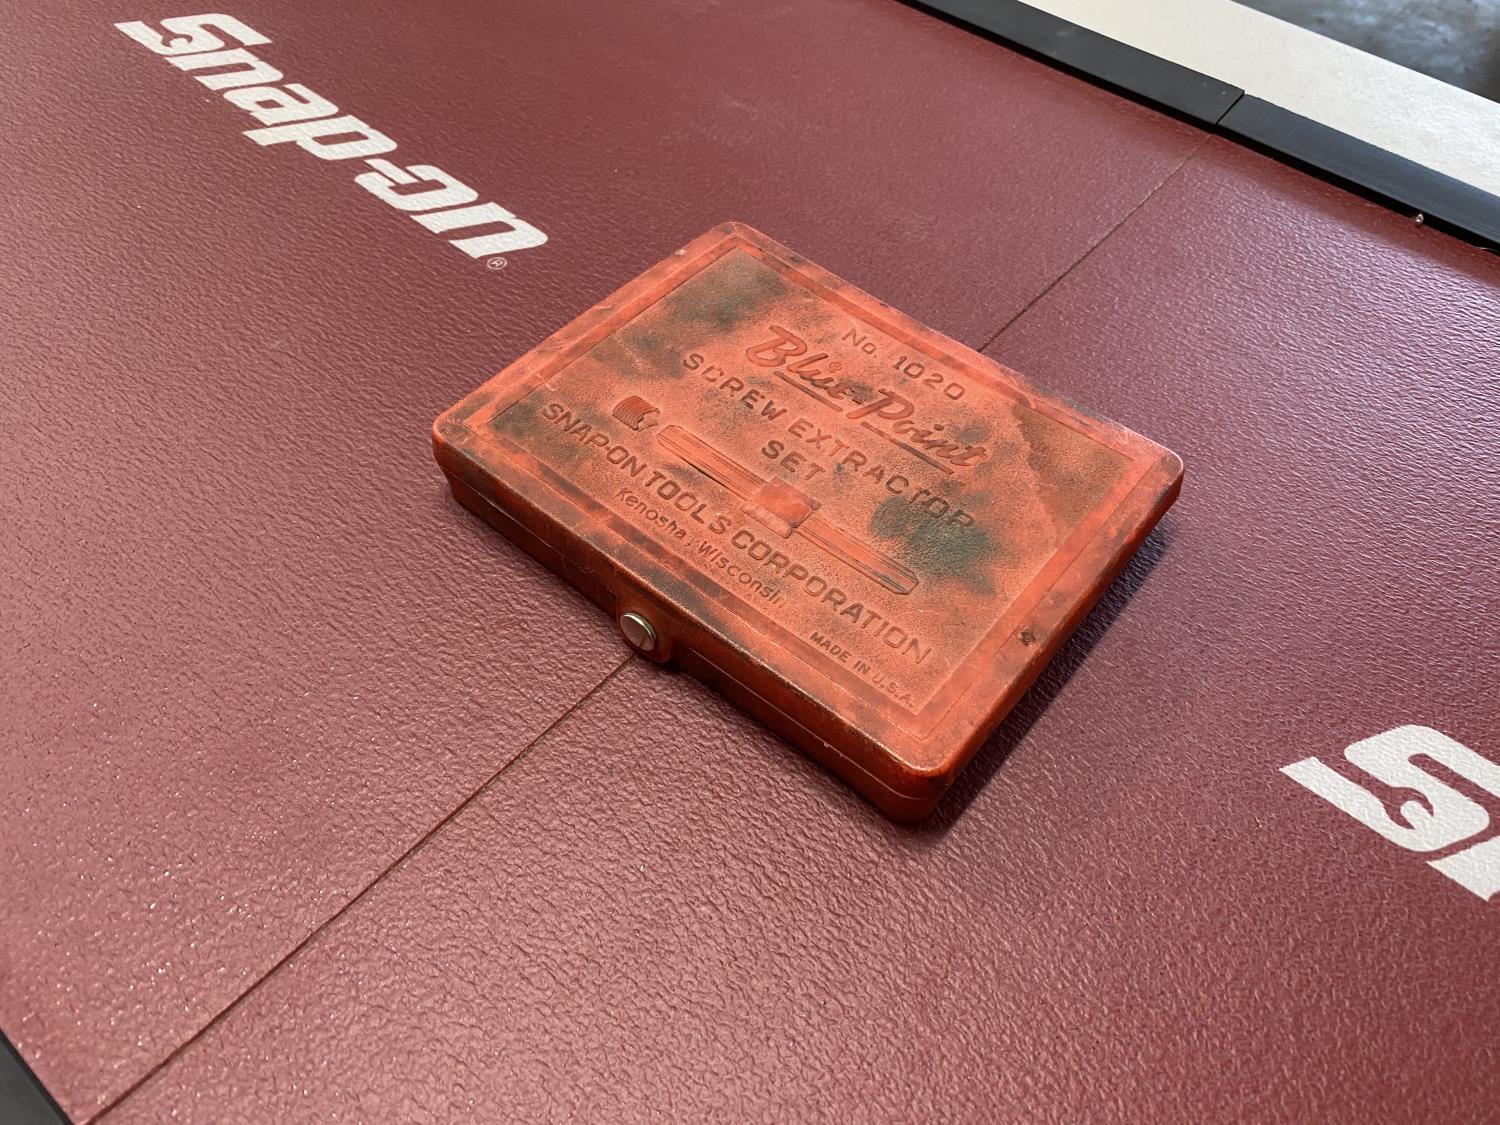 Snap-on®
No. 1020
Blue-Point®
SCREW EXTRACTOR
SET
SNAP-ON TOOLS CORPORATION
Kenosha, Wisconsin
MADE IN U.S.A.